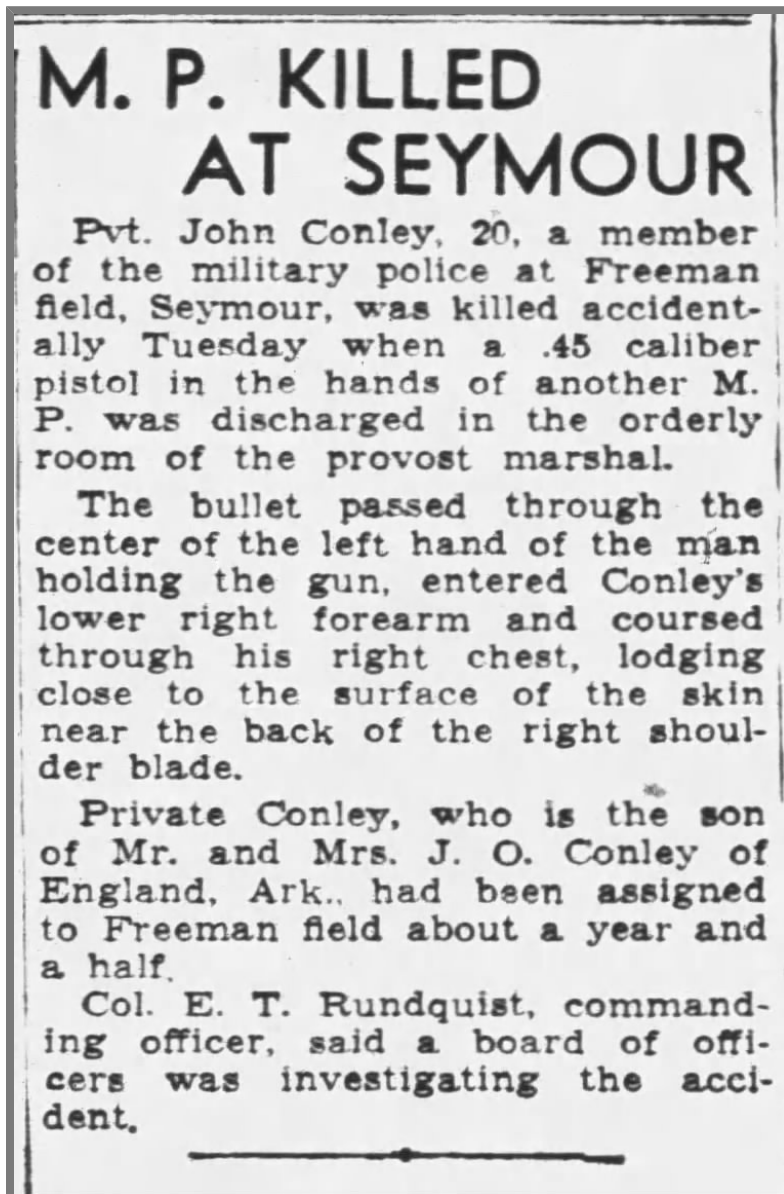 M. P. KILLED
AT SEYMOUR
Pvt. John Conley, 20, a member
of the military police at Freeman
field, Seymour, was killed accident-
ally Tuesday when a .45 caliber
pistol in the hands of another M.
P. was discharged in the orderly
room of the provost marshal.
The bullet passed through the
center of the left hand of the man
holding the gun, entered Conley's
lower right forearm and coursed
through his right chest, lodging
close to the surface of the skin
near the back of the right shoul-
der blade.
Private Conley, who is the son
of Mr. and Mrs. J. O. Conley of
England, Ark., had been assigned
to Freeman field about a year and
a half.
Col. E. T. Rundquist, command-
ing officer, said a board of offi-
cers was investigating the acci-
dent.